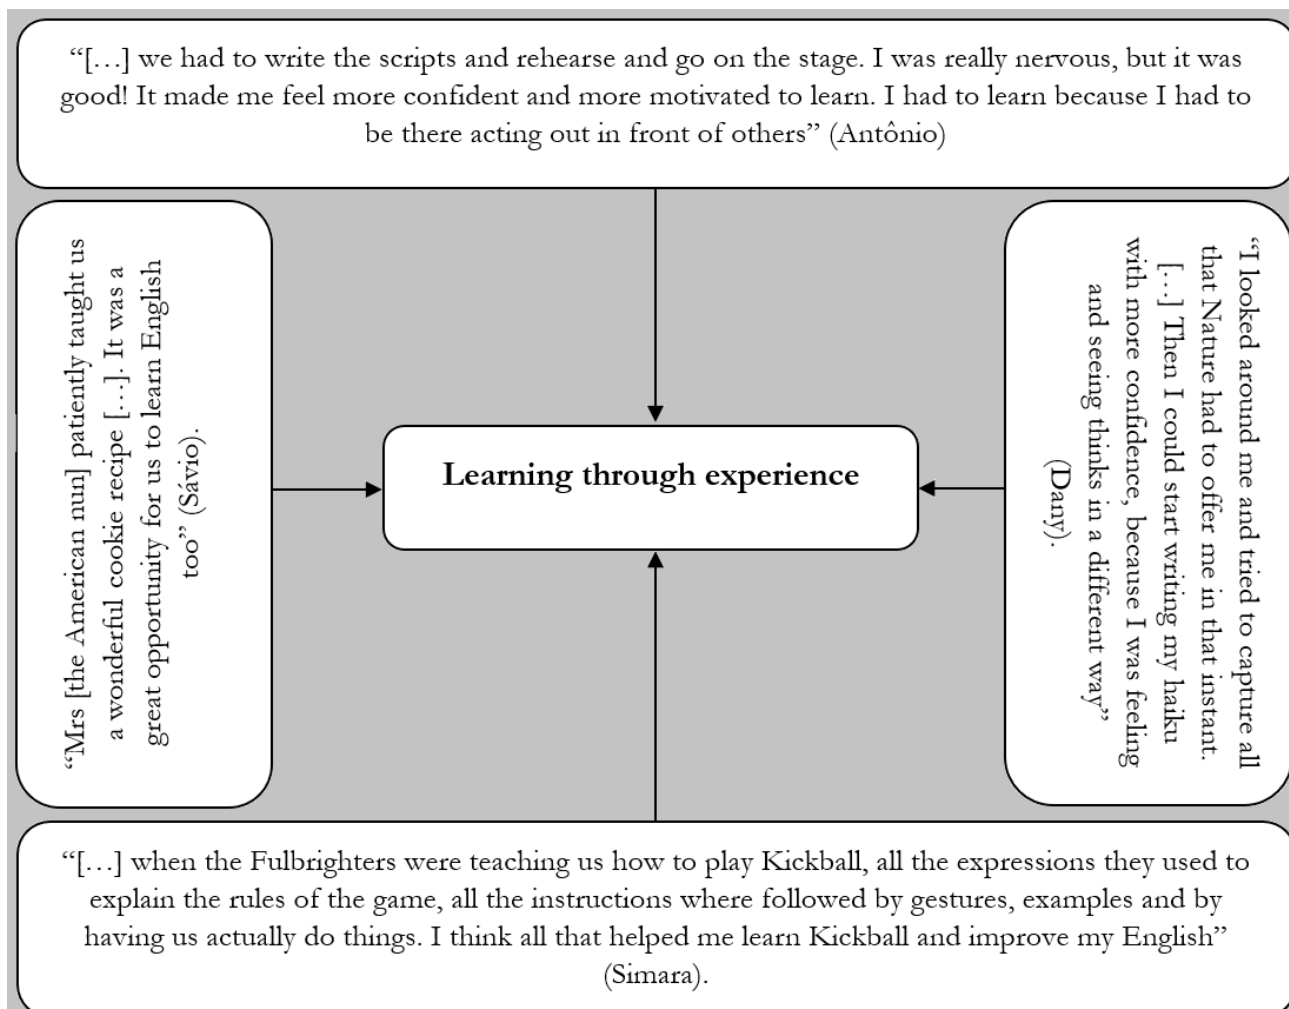 “[…] we had to write the scripts and rehearse and go on the stage. I was really nervous, but it was
good! It made me feel more confident and more motivated to learn. I had to learn because I had to
be there acting out in front of others” (Antônio)
“Mrs [the American nun] patiently taught us
a wonderful cookie recipe […]. It was a
great opportunity for us to learn English
too” (Sávio).
Learning through experience
“I looked around me and tried to capture all
that Nature had to offer me in that instant.
[…] Then I could start writing my haiku
with more confidence, because I was feeling
and seeing thinks in a different way”
(Dany).
“[…] when the Fulbrighters were teaching us how to play Kickball, all the expressions they used to
explain the rules of the game, all the instructions where followed by gestures, examples and by
having us actually do things. I think all that helped me learn Kickball and improve my English”
(Simara).